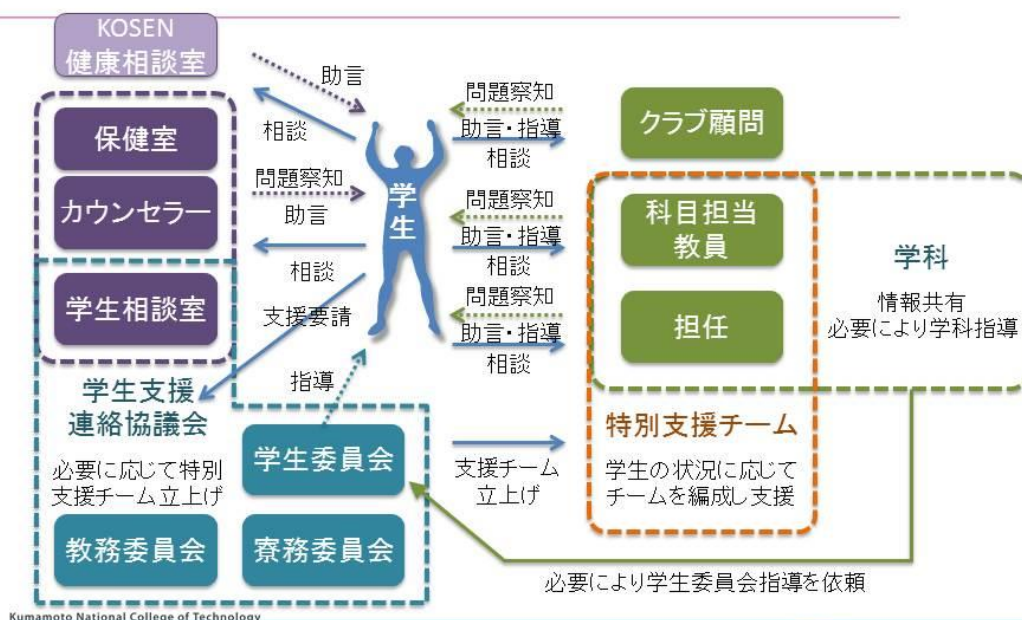 KOSEN
健康相談室
保健室
カウンセラー
学生相談室
学生支援
連絡協議会
必要に応じて特別
支援チーム立上げ
教務委員会
学生委員会
寮務委員会
助言
相談
問題察知
助言
相談
支援要請
指導
学生
問題察知
助言・指導
相談
問題察知
助言・指導
相談
問題察知
助言・指導
相談
支援チーム
立上げ
クラブ顧問
科目担当
教員
担任
特別支援チーム
学生の状況に応じて
チームを編成し支援
学科
情報共有
必要により学科指導
必要により学生委員会指導を依頼
Kumamoto National College of Technology